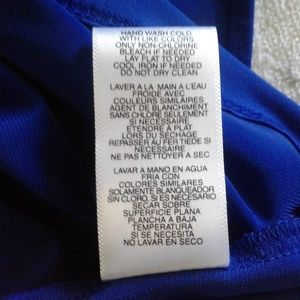 HAND WASH COLD
WITH LIKE COLORS
ONLY NON-CHLORINE
BLEACH IF NEEDED
LAY FLAT TO DRY
COOL IRON IF NEEDED
DO NOT DRY CLEAN
LAVER A LA MAIN A L'EAU
FROIDE AVEC
COULEURS SIMILAIRES
AGENT DE BLANCHIMENT
SANS CHLORE SEULEMENT
SI NÉCESSAIRE
ETENDRE A PLAT
LORS DU SECHAGE
REPASSER AU FER TIÈDE SI
NÉCESSAIRE
NE PAS NETTOYER A SEC
LAVAR A MANO EN AGUA
FRIA CON
COLORES SIMILARES
SOLAMENTE BLANQUEADOR
SIN CLORO, SI ES NECESARIO
SECAR SOBRE
SUPERFICIE PLANA
PLANCHA A BAJA
TEMPERATURA
SI SE NECESITA
NO LAVAR EN SECO